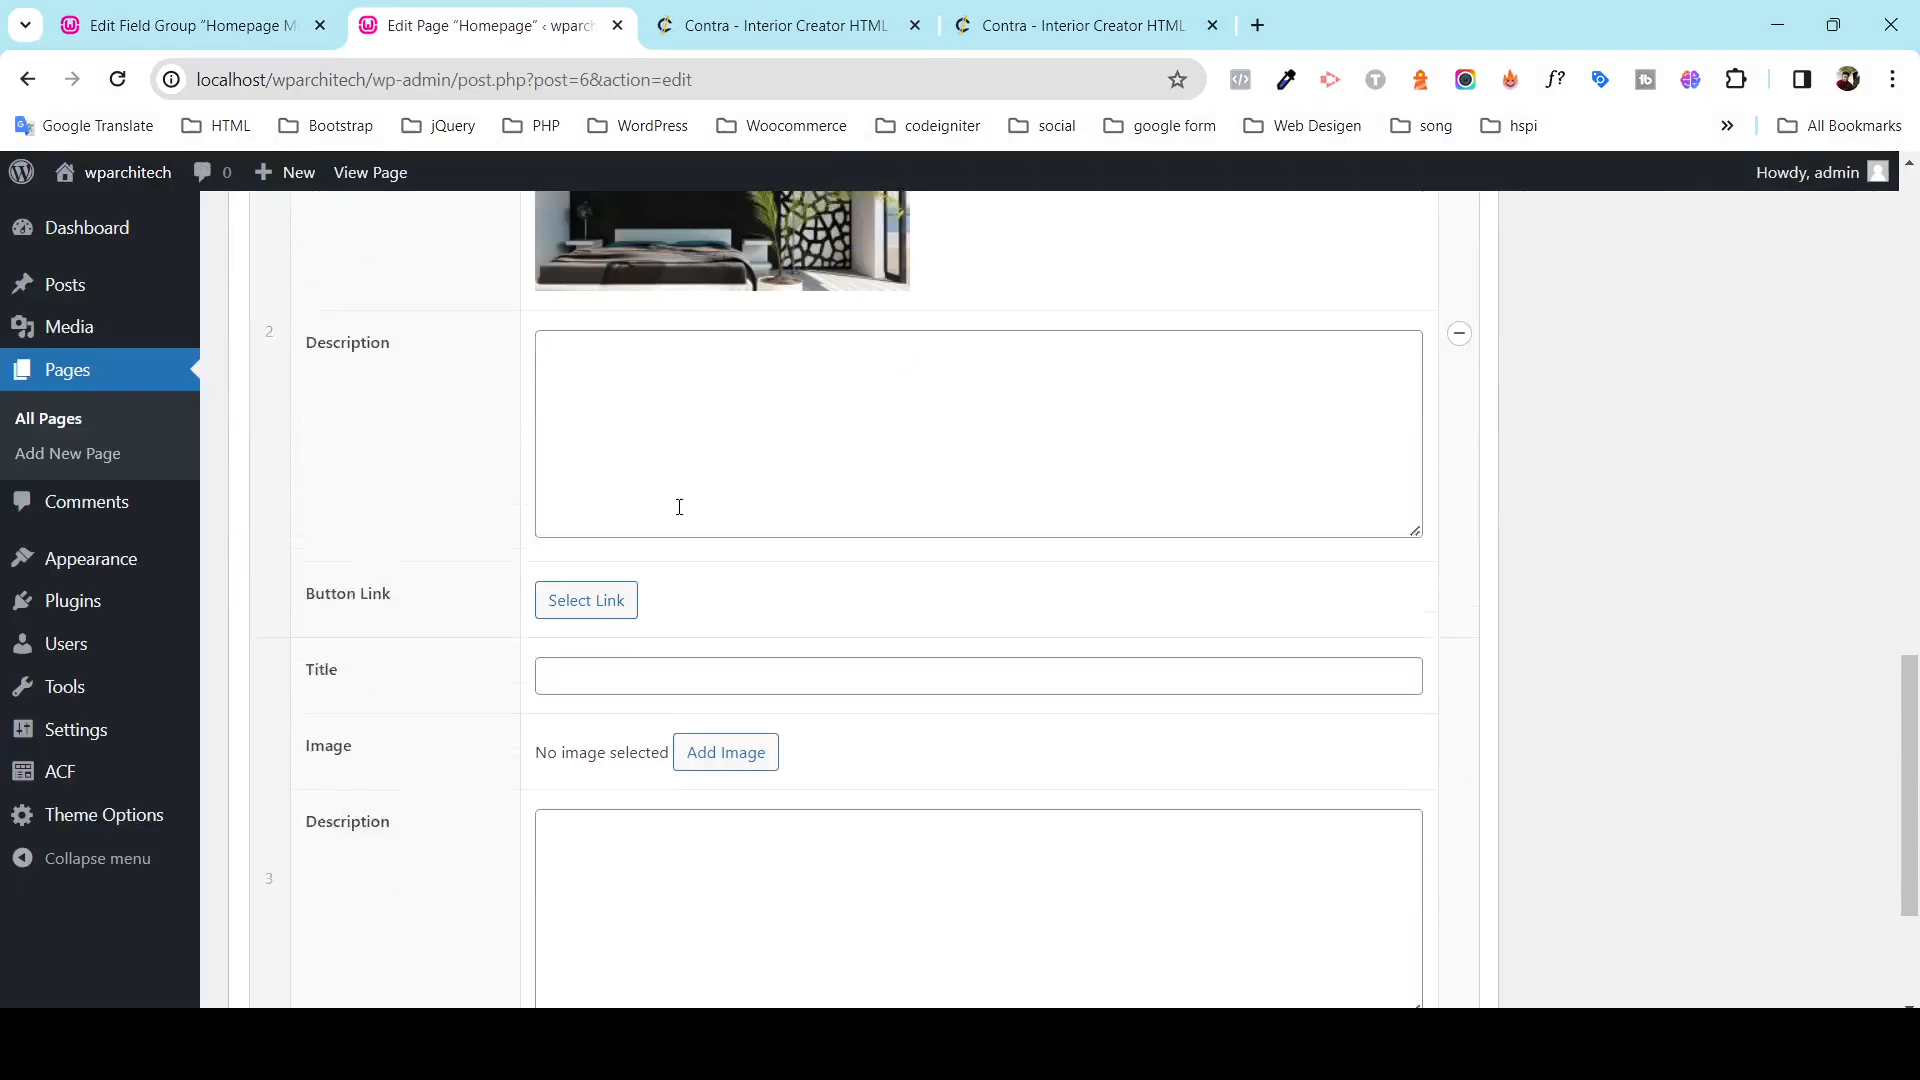 Edit Field Group “Homepage M
Edit Page “Homepage” ‹ wparch
Contra - Interior Creator HTML
Contra - Interior Creator HTML
localhost/wparchitech/wp-admin/post.php?post=6&action=edit
Google Translate
HTML
Bootstrap
jQuery
PHP
WordPress
Woocommerce
codeigniter
social
google form
Web Desigen
song
hspi
All Bookmarks
wparchitech
0
New
View Page
Howdy, admin
Dashboard
Posts
Media
Pages
All Pages
Add New Page
Comments
Appearance
Plugins
Users
Tools
Settings
ACF
Theme Options
Collapse menu
2
Description
Button Link
Select Link
Title
Image
No image selected
Add Image
Description
3